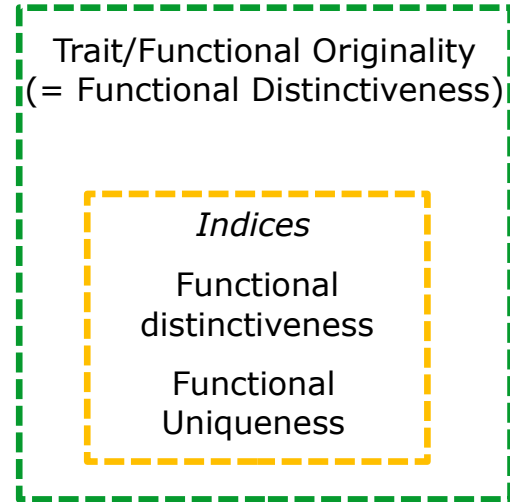 Trait/Functional Originality
(= Functional Distinctiveness)
Indices
Functional
distinctiveness
Functional
Uniqueness